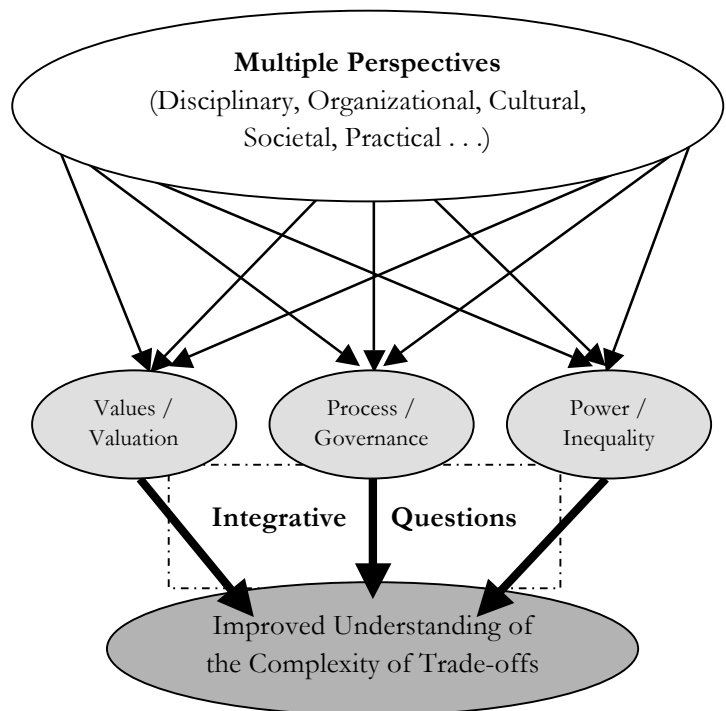 Multiple Perspectives
(Disciplinary, Organizational, Cultural,
Societal, Practical . . .)
Values /
Valuation
Process /
Governance
Power /
Inequality
Integrative Questions
Improved Understanding of
the Complexity of Trade-offs